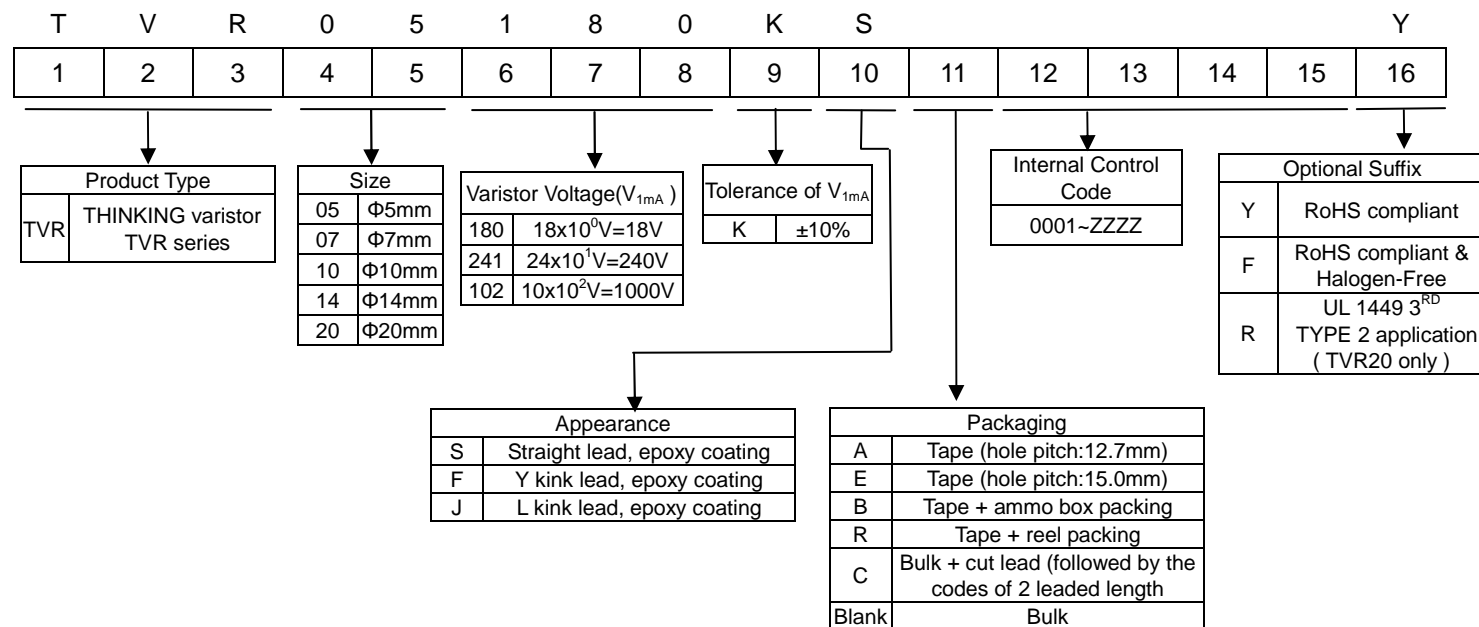 T V R 0 5 1 8 0 K S Y
1 2 3 4 5 6 7 8 9 10 11 12 13 14 15 16
Product Type
TVR THINKING varistor
TVR series
Size
05 Φ5mm
07 Φ7mm
10 Φ10mm
14 Φ14mm
20 Φ20mm
Varistor Voltage(V1mA )
180 18x10⁰V=18V
241 24x10¹V=240V
102 10x10²V=1000V
Tolerance of V1mA
K ±10%
Internal Control
Code
0001~ZZZZ
Optional Suffix
Y RoHS compliant
F RoHS compliant &
Halogen-Free
R UL 1449 3RD
TYPE 2 application
( TVR20 only )
Appearance
S Straight lead, epoxy coating
F Y kink lead, epoxy coating
J L kink lead, epoxy coating
Packaging
A Tape (hole pitch:12.7mm)
E Tape (hole pitch:15.0mm)
B Tape + ammo box packing
R Tape + reel packing
C Bulk + cut lead (followed by the
codes of 2 leaded length
Blank Bulk